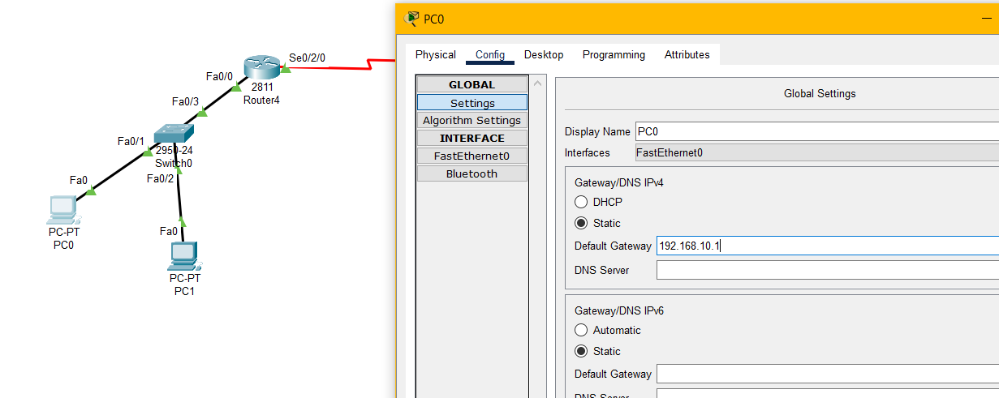 Se0/2/0
Fa0/0
2811
Router4
Fa0/3
Fa0/1
2950-24
Switch0
Fa0/2
Fa0
PC-PT
PC0
Fa0
PC-PT
PC1
PC0
Physical Config Desktop Programming Attributes
GLOBAL
Settings
Algorithm Settings
INTERFACE
FastEthernet0
Bluetooth
Global Settings
Display Name PC0
Interfaces FastEthernet0
Gateway/DNS IPv4
DHCP
Static
Default Gateway 192.168.10.1
DNS Server
Gateway/DNS IPv6
Automatic
Static
Default Gateway
DNS Server